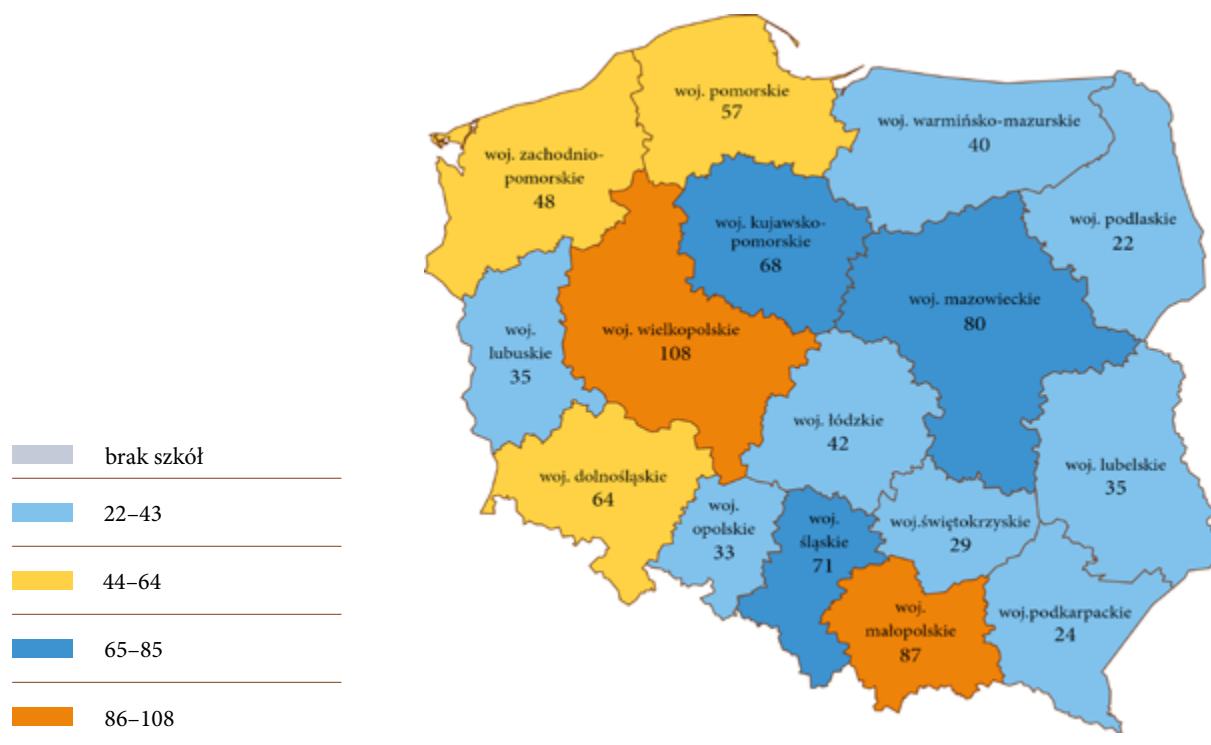 woj. pomorskie
57
woj. warmińsko-mazurskie
40
woj. zachodnio-
pomorskie
48
woj. kujawsko-
pomorskie
68
woj. podlaskie
22
woj. mazowieckie
80
woj.
lubuskie
35
woj. wielkopolskie
108
woj. łódzkie
42
woj. dolnośląskie
64
woj. lubelskie
35
woj.
opolskie
33
woj.
śląskie
71
woj.świętokrzyskie
29
woj.
małopolskie
87
woj.podkarpackie
24
brak szkół
22–43
44–64
65–85
86–108